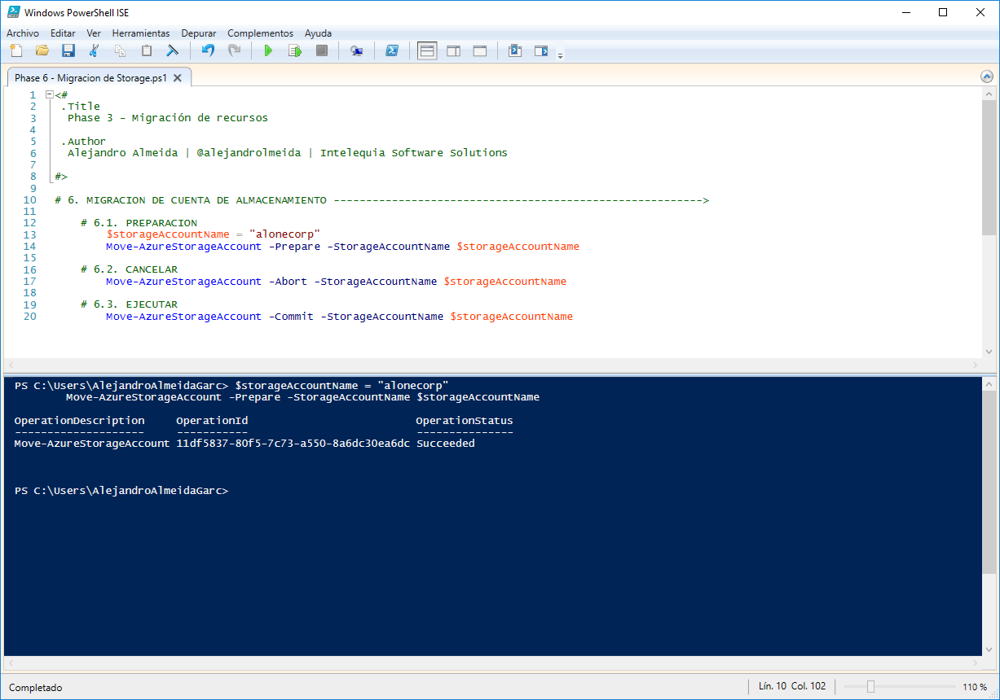 Windows PowerShell ISE
Archivo Editar Ver Herramientas Depurar Complementos Ayuda
Phase 6 - Migracion de Storage.ps1
1 <#
2 .Title
3 Phase 3 - Migración de recursos
4
5 .Author
6 Alejandro Almeida | @alejandrolmeida | Intelequia Software Solutions
7
8 #>
9
10 # 6. MIGRACION DE CUENTA DE ALMACENAMIENTO --------------------------------------------------------->
11
12 # 6.1. PREPARACION
13 $storageAccountName = "alonecorp"
14 Move-AzureStorageAccount -Prepare -StorageAccountName $storageAccountName
15
16 # 6.2. CANCELAR
17 Move-AzureStorageAccount -Abort -StorageAccountName $storageAccountName
18
19 # 6.3. EJECUTAR
20 Move-AzureStorageAccount -Commit -StorageAccountName $storageAccountName
PS C:\Users\AlejandroAlmeidaGarc> $storageAccountName = "alonecorp"
Move-AzureStorageAccount -Prepare -StorageAccountName $storageAccountName
OperationDescription OperationId OperationStatus
-------------------- ----------- ---------------
Move-AzureStorageAccount 11df5837-80f5-7c73-a550-8a6dc30ea6dc Succeeded
PS C:\Users\AlejandroAlmeidaGarc>
Completado Lín. 10 Col. 102 110 %